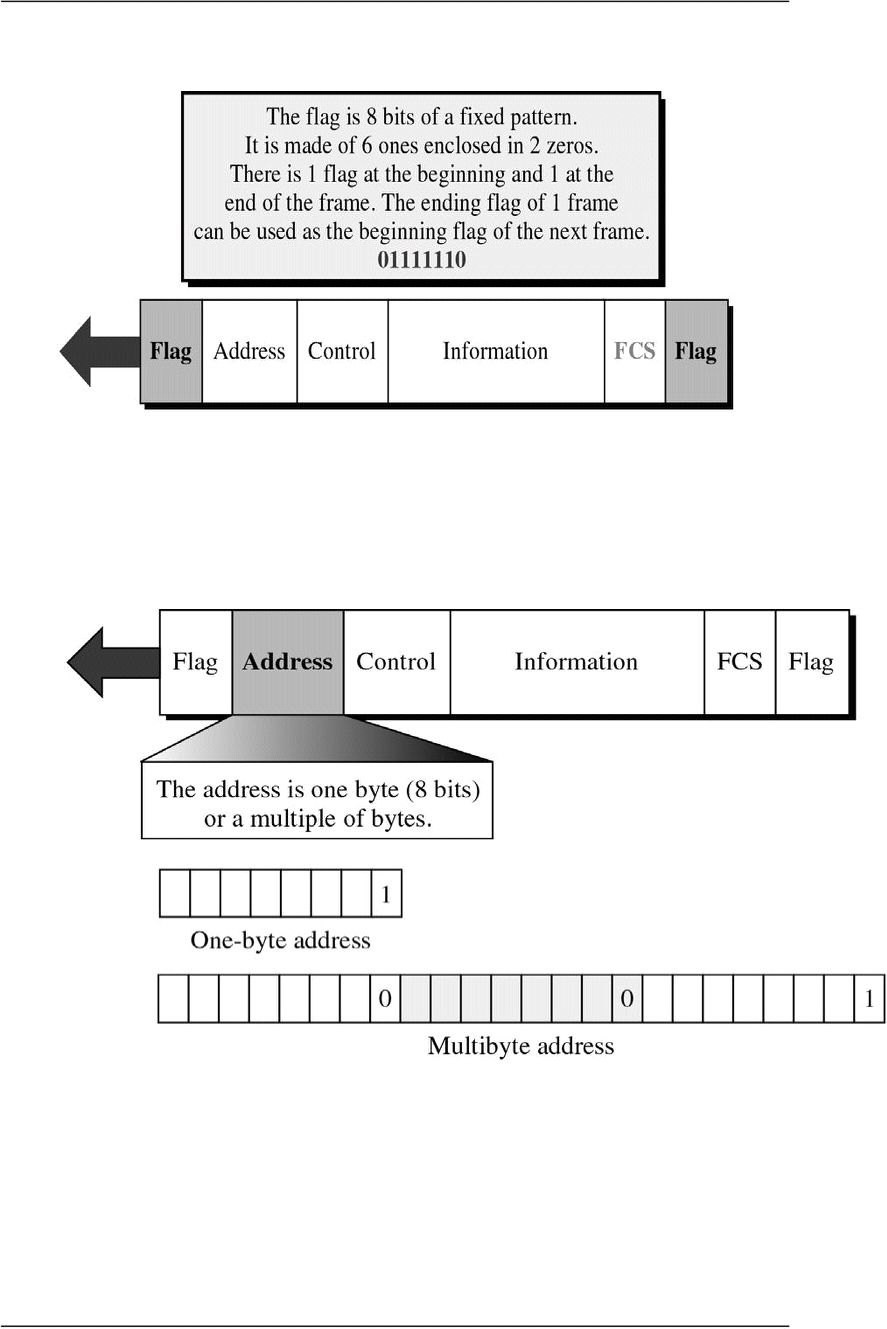 The flag is 8 bits of a fixed pattern.
It is made of 6 ones enclosed in 2 zeros.
There is 1 flag at the beginning and 1 at the
end of the frame. The ending flag of 1 frame
can be used as the beginning flag of the next frame.
01111110
Flag Address Control Information FCS Flag
Flag Address Control Information FCS Flag
The address is one byte (8 bits)
or a multiple of bytes.
1
One-byte address
0 0 1
Multibyte address